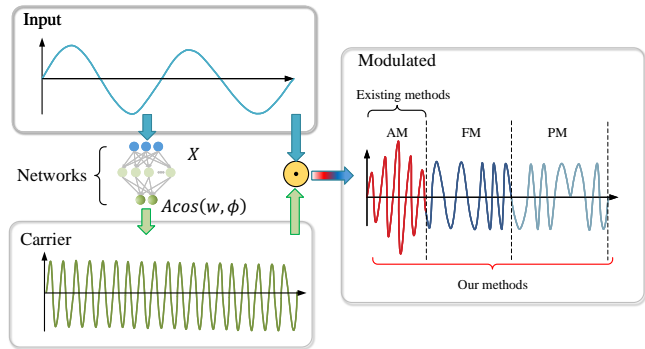 Input
Modulated
Existing methods
AM FM PM
X
Networks
Acos(w, ϕ)
Carrier
Our methods